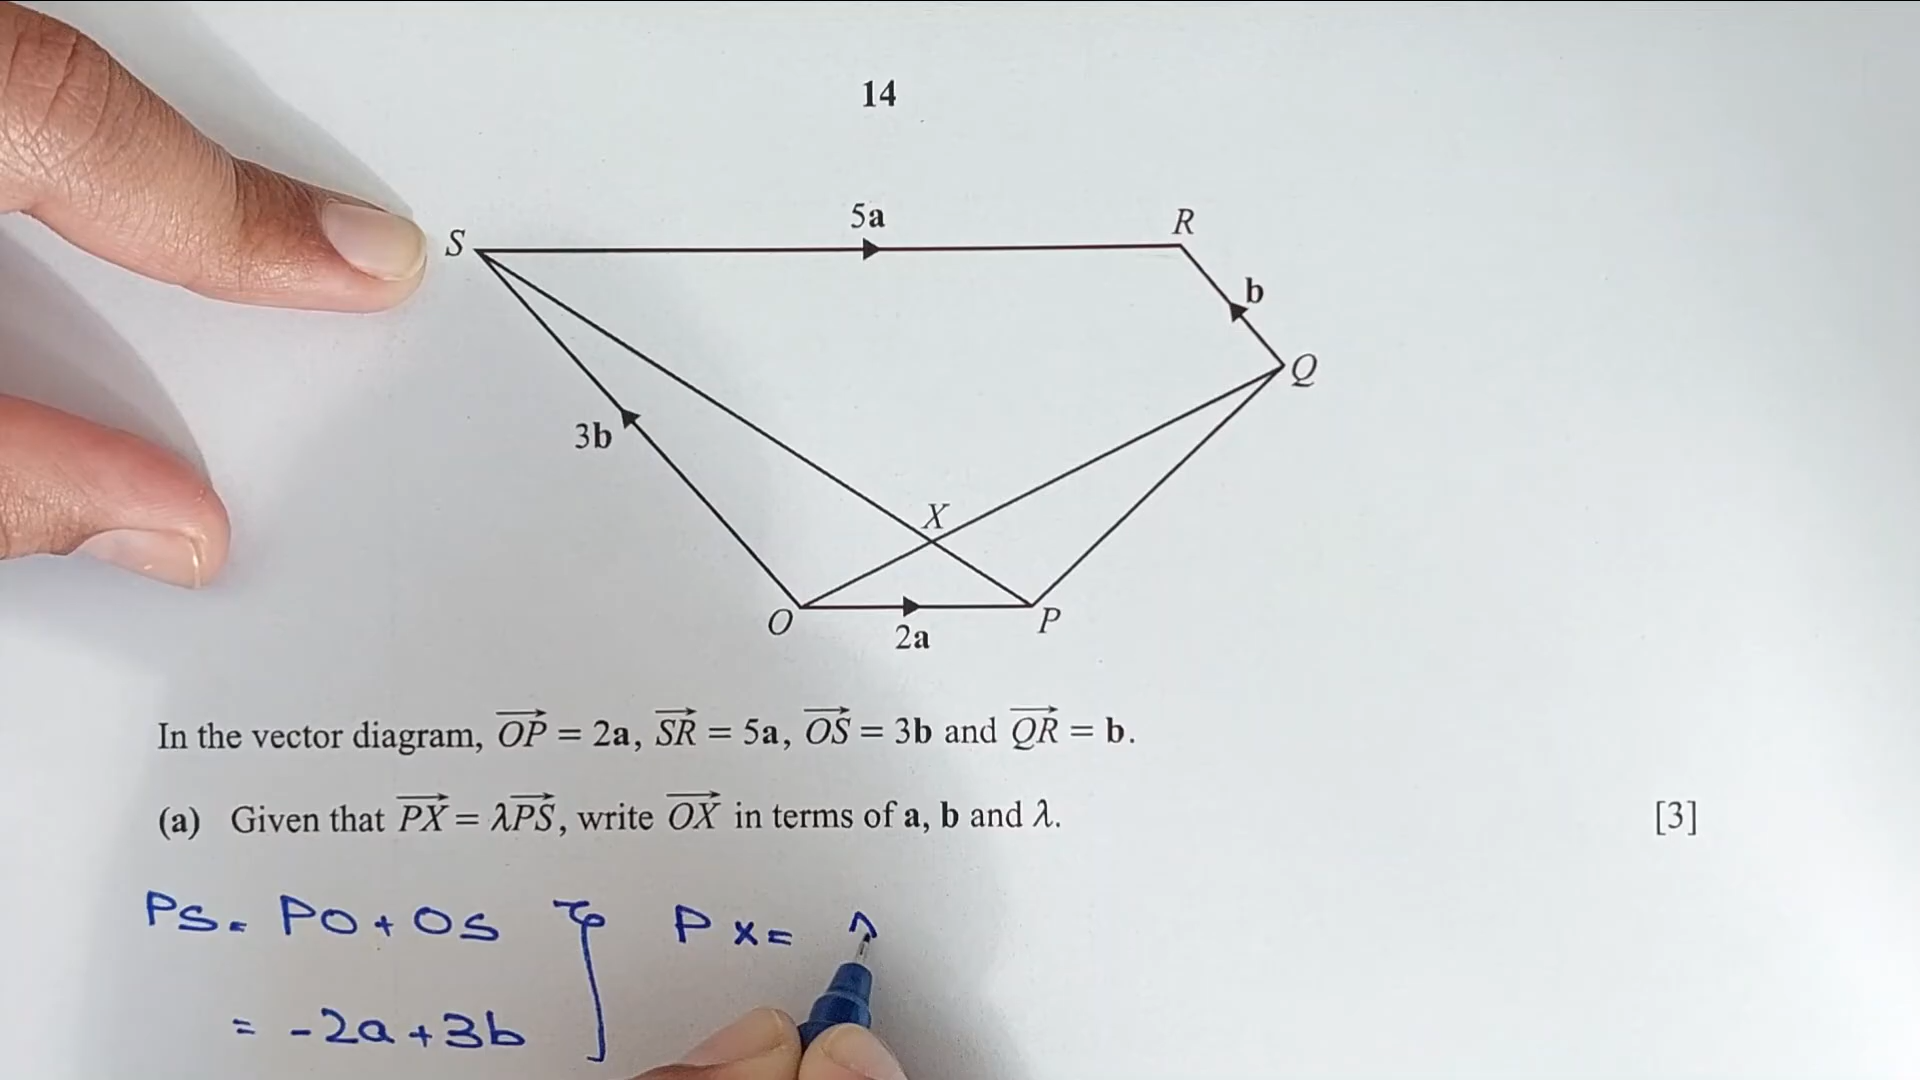 14
5a
S
R
b
Q
3b
X
O
P
2a
In the vector diagram, OP = 2a, SR = 5a, OS = 3b and QR = b.
(a) Given that PX = λPS, write OX in terms of a, b and λ. [3]
PS = PO + OS
PX = λ
= -2a + 3b